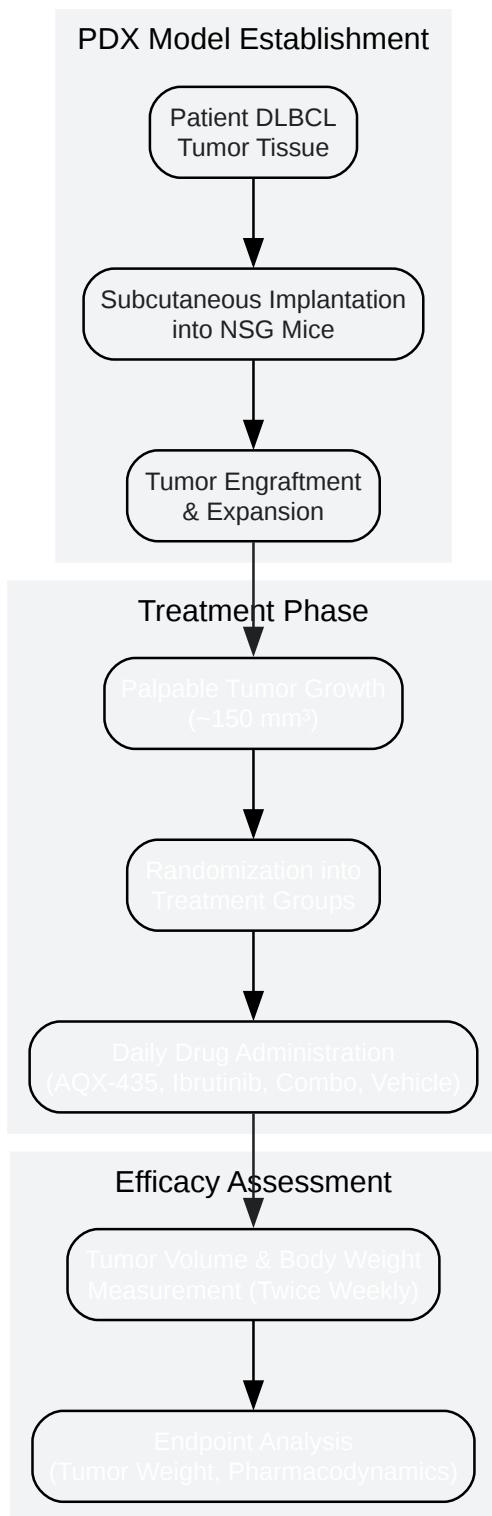 PDX Model Establishment
Patient DLBCL
Tumor Tissue
Subcutaneous Implantation
into NSG Mice
Tumor Engraftment
& Expansion
Treatment Phase
Palpable Tumor Growth
(~150 mm³)
Randomization into
Treatment Groups
Daily Drug Administration
(AQX-435, Ibrutinib, Combo, Vehicle)
Efficacy Assessment
Tumor Volume & Body Weight
Measurement (Twice Weekly)
Endpoint Analysis
(Tumor Weight, Pharmacodynamics)